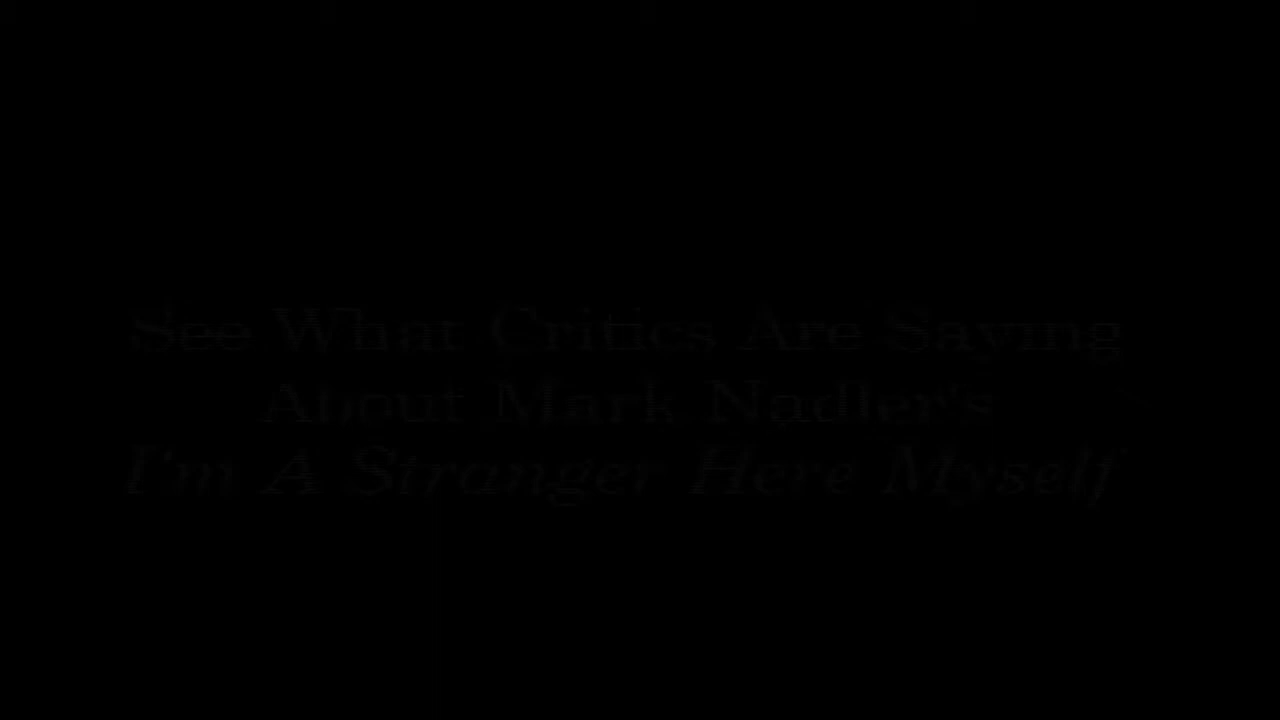 See What Critics Are Saying
About Mark Nadler's
I'm A Stranger Here Myself